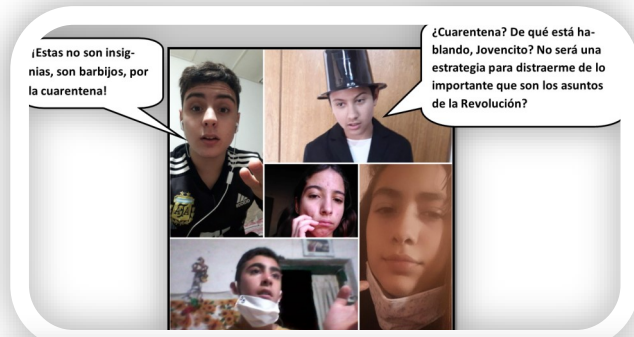 ¡Estas no son insig-
nias, son barbijos, por
la cuarentena!
¿Cuarentena? De qué está ha-
blando, Jovencito? No será una
estrategia para distraerme de lo
importante que son los asuntos
de la Revolución?